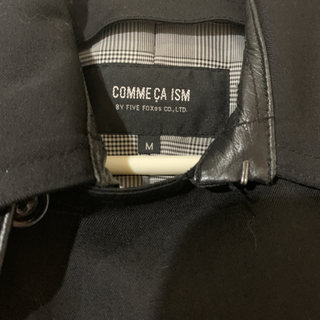 COMME ÇA ISM
BY FIVE FOXes CO., LTD.
M